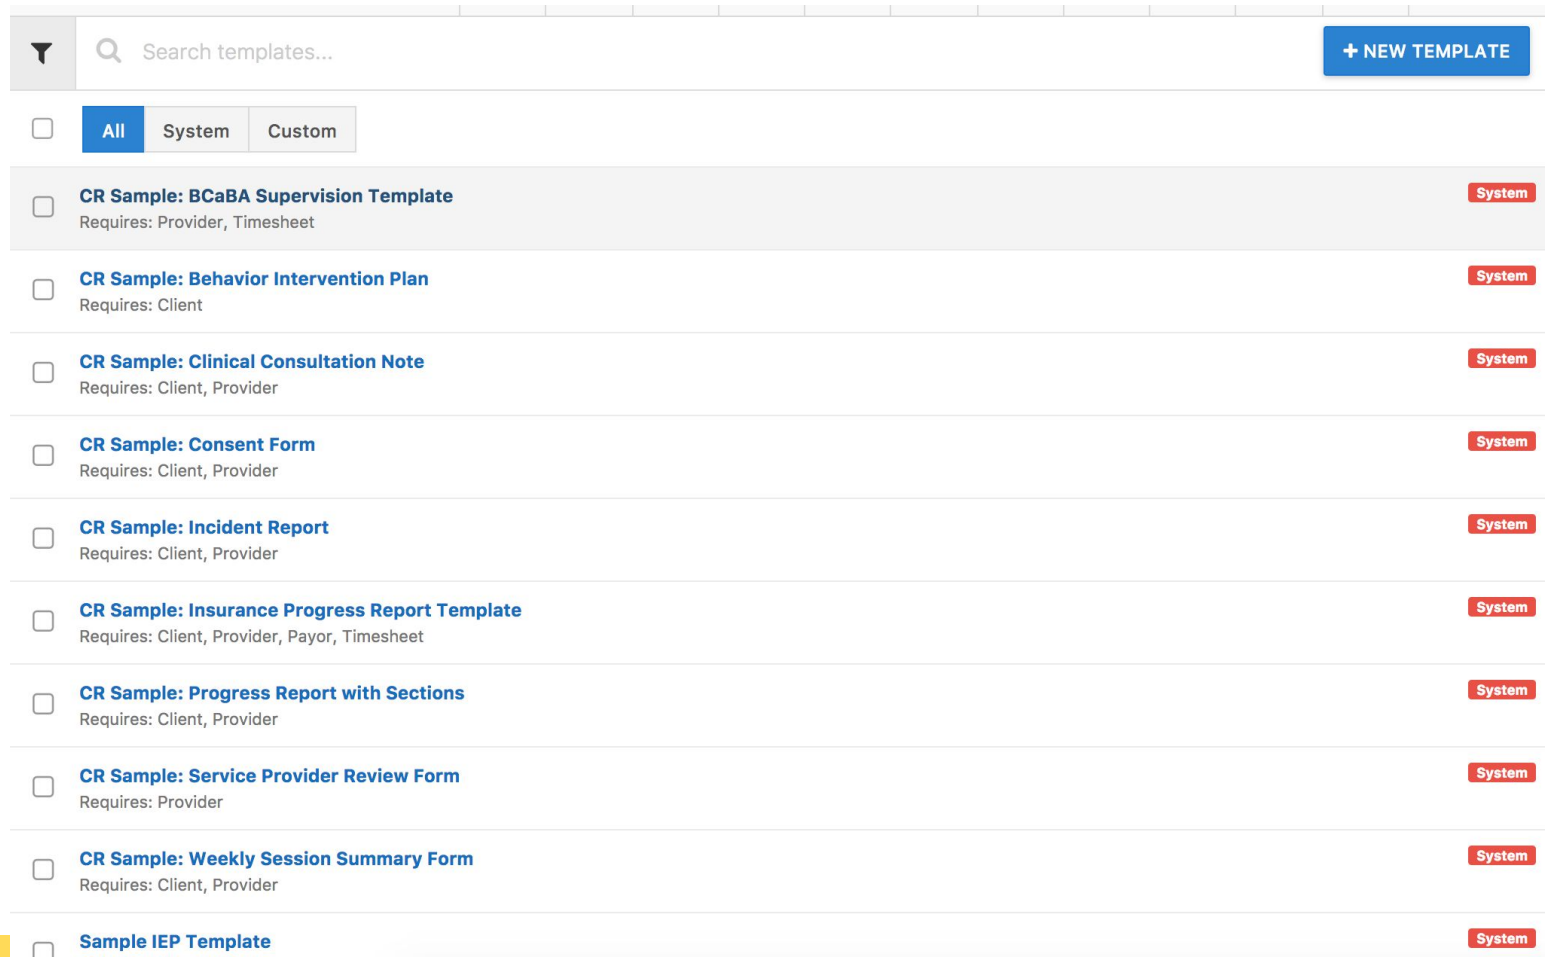 Search templates...
+ NEW TEMPLATE
All System Custom
CR Sample: BCaBA Supervision Template
System
Requires: Provider, Timesheet
CR Sample: Behavior Intervention Plan
System
Requires: Client
CR Sample: Clinical Consultation Note
System
Requires: Client, Provider
CR Sample: Consent Form
System
Requires: Client, Provider
CR Sample: Incident Report
System
Requires: Client, Provider
CR Sample: Insurance Progress Report Template
System
Requires: Client, Provider, Payor, Timesheet
CR Sample: Progress Report with Sections
System
Requires: Client, Provider
CR Sample: Service Provider Review Form
System
Requires: Provider
CR Sample: Weekly Session Summary Form
System
Requires: Client, Provider
Sample IEP Template
System